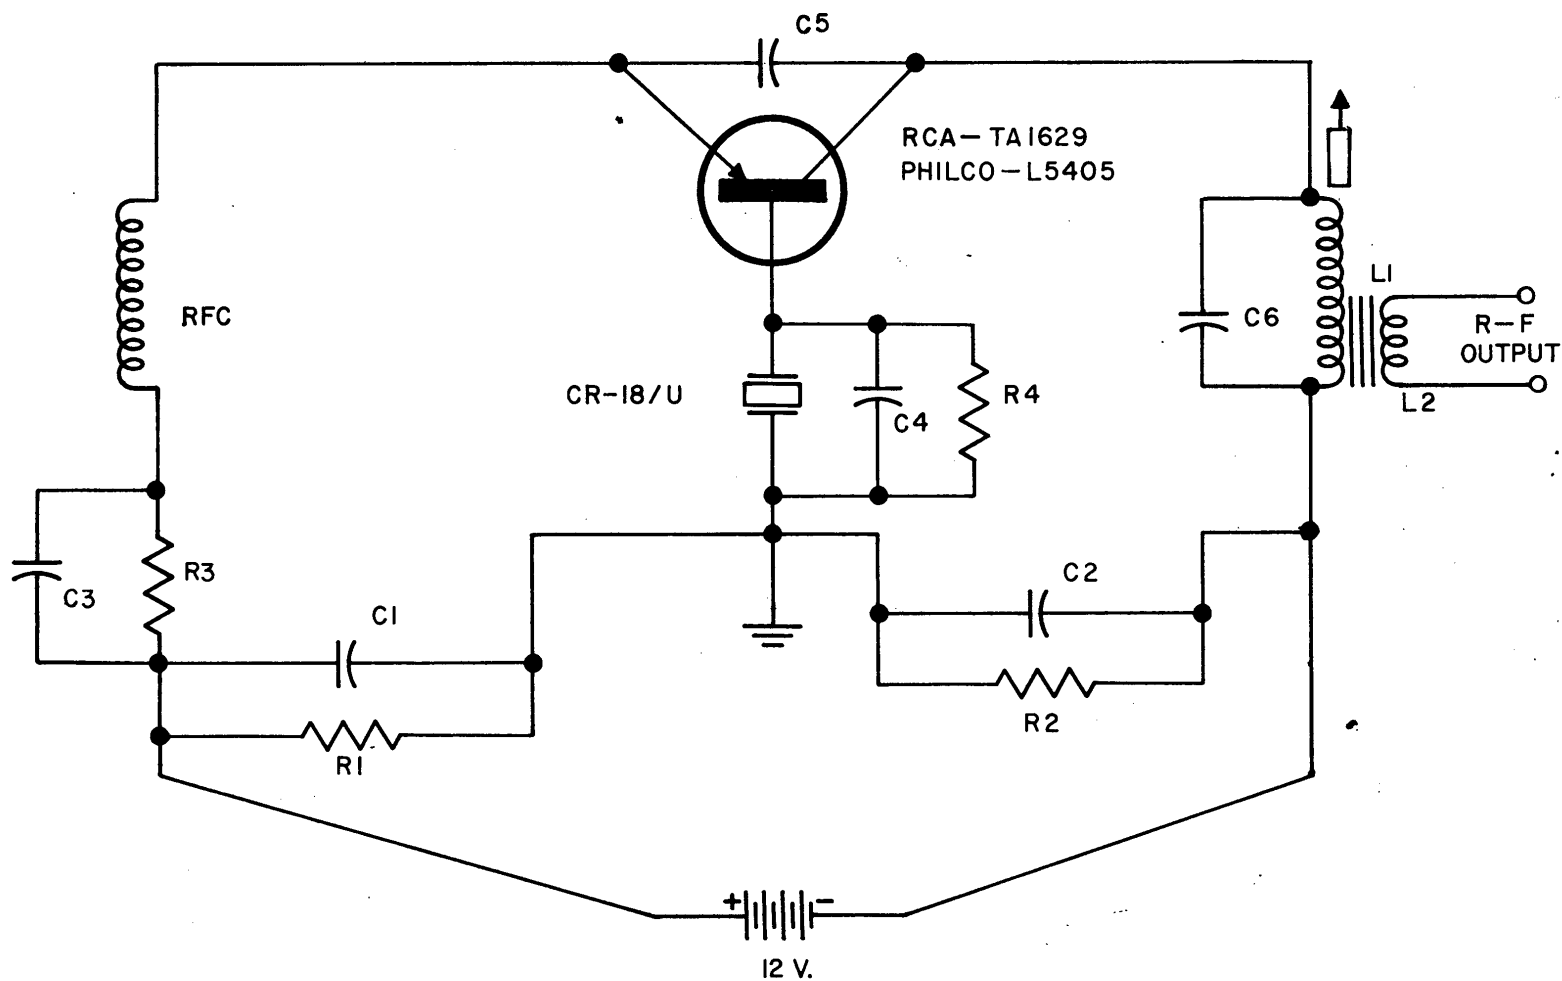 C5
RCA-TA1629
PHILCO-L5405
L1
RFC
C6
R-F
OUTPUT
CR-18/U
R4
C4
L2
R3
C2
C3
C1
R2
R1
+ -
12 V.